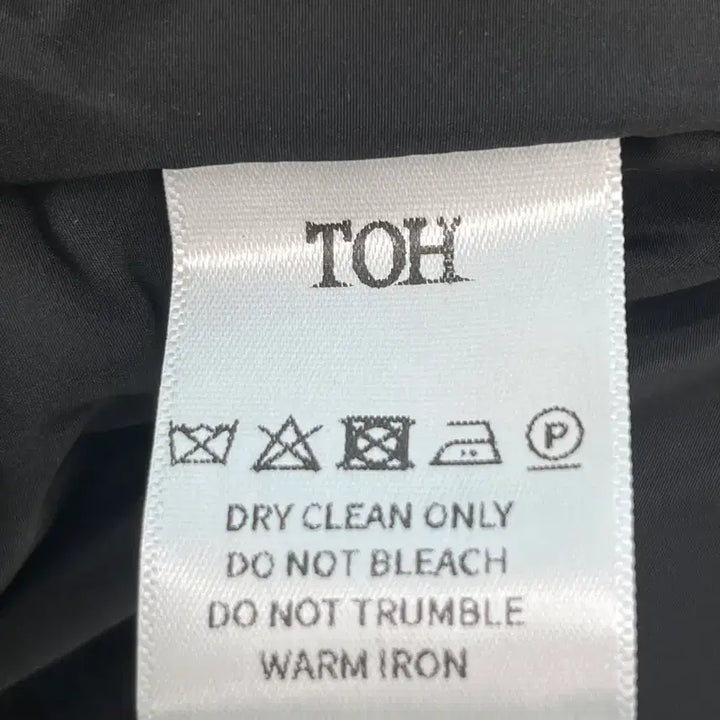 TOH
P
DRY CLEAN ONLY
DO NOT BLEACH
DO NOT TRUMBLE
WARM IRON